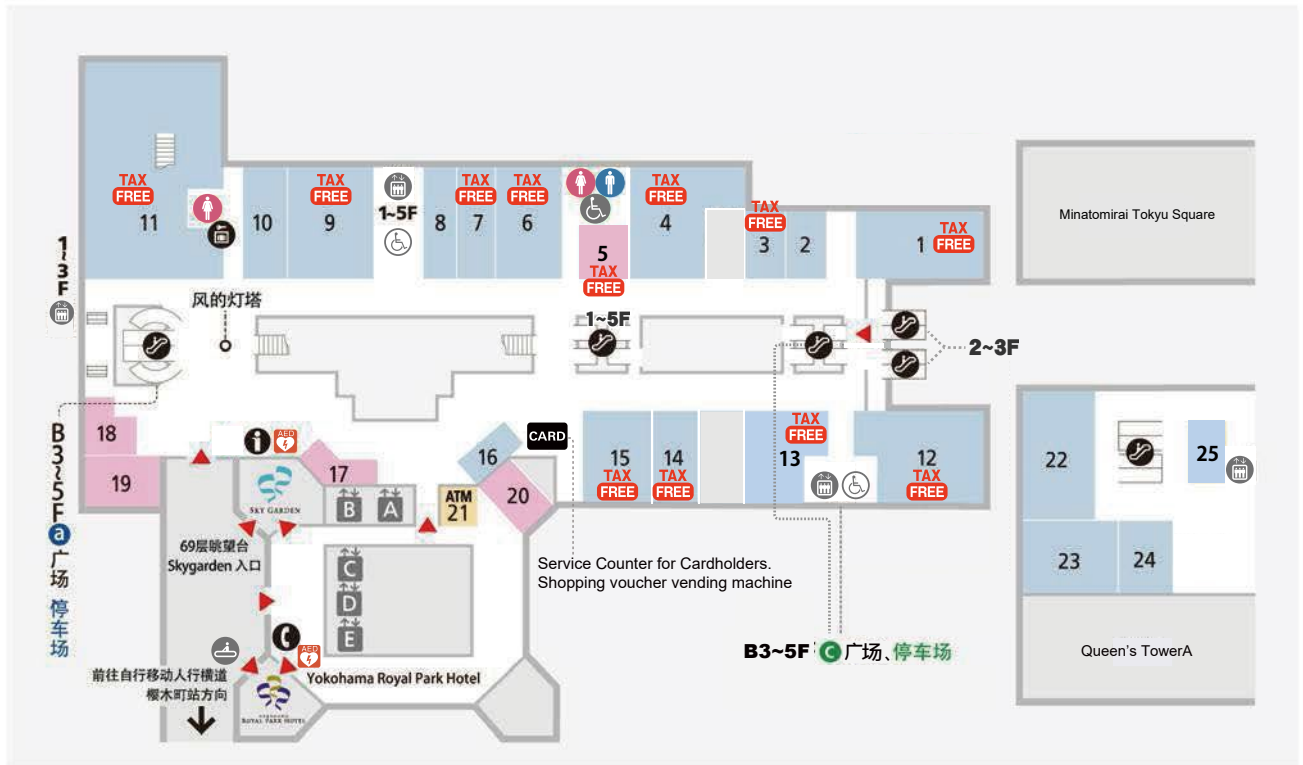 TAX
FREE
11
10
TAX
FREE
9
1~5F
8
TAX
FREE
7
TAX
FREE
6
5
TAX
FREE
TAX
FREE
4
TAX
FREE
3
2
1
TAX
FREE
Minatomirai Tokyu Square
1~3F
风的灯塔
1~5F
2~3F
B3~5F
a
广场
停车场
18
19
i
AED
17
16
CARD
20
ATM
21
B
A
C
D
E
SKY GARDEN
69层眺望台
Skygarden 入口
15
TAX
FREE
14
TAX
FREE
TAX
FREE
13
12
TAX
FREE
22
25
23
24
Service Counter for Cardholders.
Shopping voucher vending machine
B3~5F C 广场、停车场
Queen's TowerA
AED
Yokohama Royal Park Hotel
前往自行移动人行横道
樱木町站方向
ROYAL PARK HOTEL